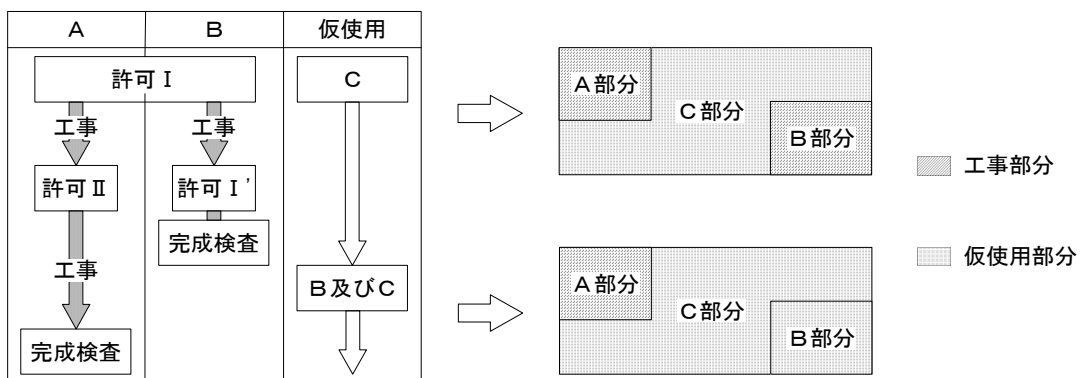 A B 仮使用
許可Ⅰ C
工事 工事
許可Ⅱ 許可Ⅰ’
完成検査
工事
B及びC
完成検査
A部分
C部分
B部分
工事部分
A部分
C部分
B部分
仮使用部分